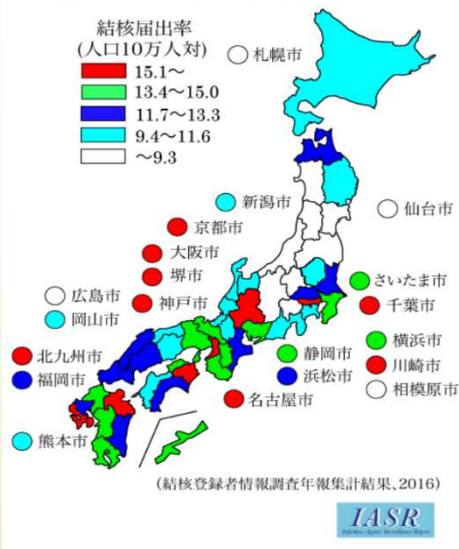 結核届出率
(人口10万人対)
15.1～
13.4～15.0
11.7～13.3
9.4～11.6
～9.3
札幌市
新潟市
仙台市
京都市
大阪市
堺市
さいたま市
広島市
神戸市
千葉市
岡山市
横浜市
北九州市
静岡市
川崎市
福岡市
浜松市
相模原市
名古屋市
熊本市
(結核登録者情報調査年報集計結果、2016)
IASR
Infectious Agents Surveillance Report